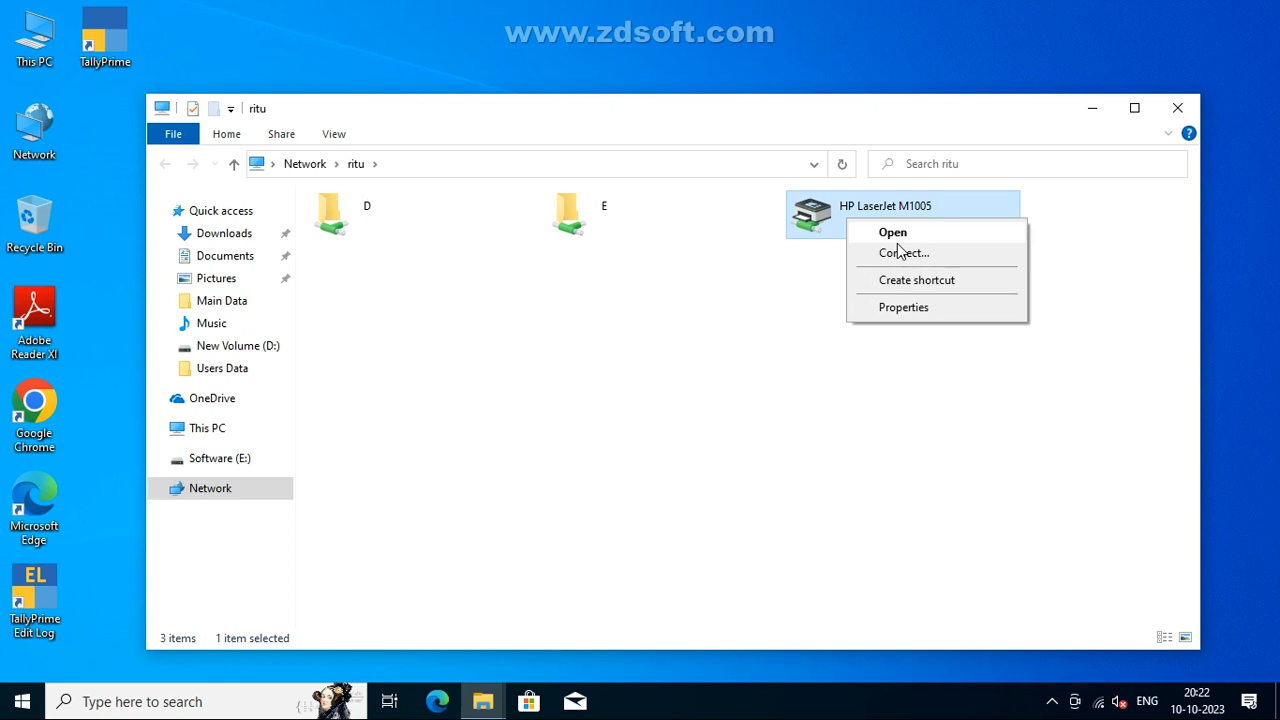 www.zdsoft.com
This PC
TallyPrime
Network
Recycle Bin
Adobe
Reader XI
Google
Chrome
Microsoft
Edge
EL
TallyPrime
Edit Log
ritu
File
Home
Share
View
Network
ritu
Search ritu
Quick access
Downloads
Documents
Pictures
Main Data
Music
New Volume (D:)
Users Data
OneDrive
This PC
Software (E:)
Network
D
E
HP LaserJet M1005
Open
Connect...
Create shortcut
Properties
3 items
1 item selected
Type here to search
ENG
20:22
10-10-2023